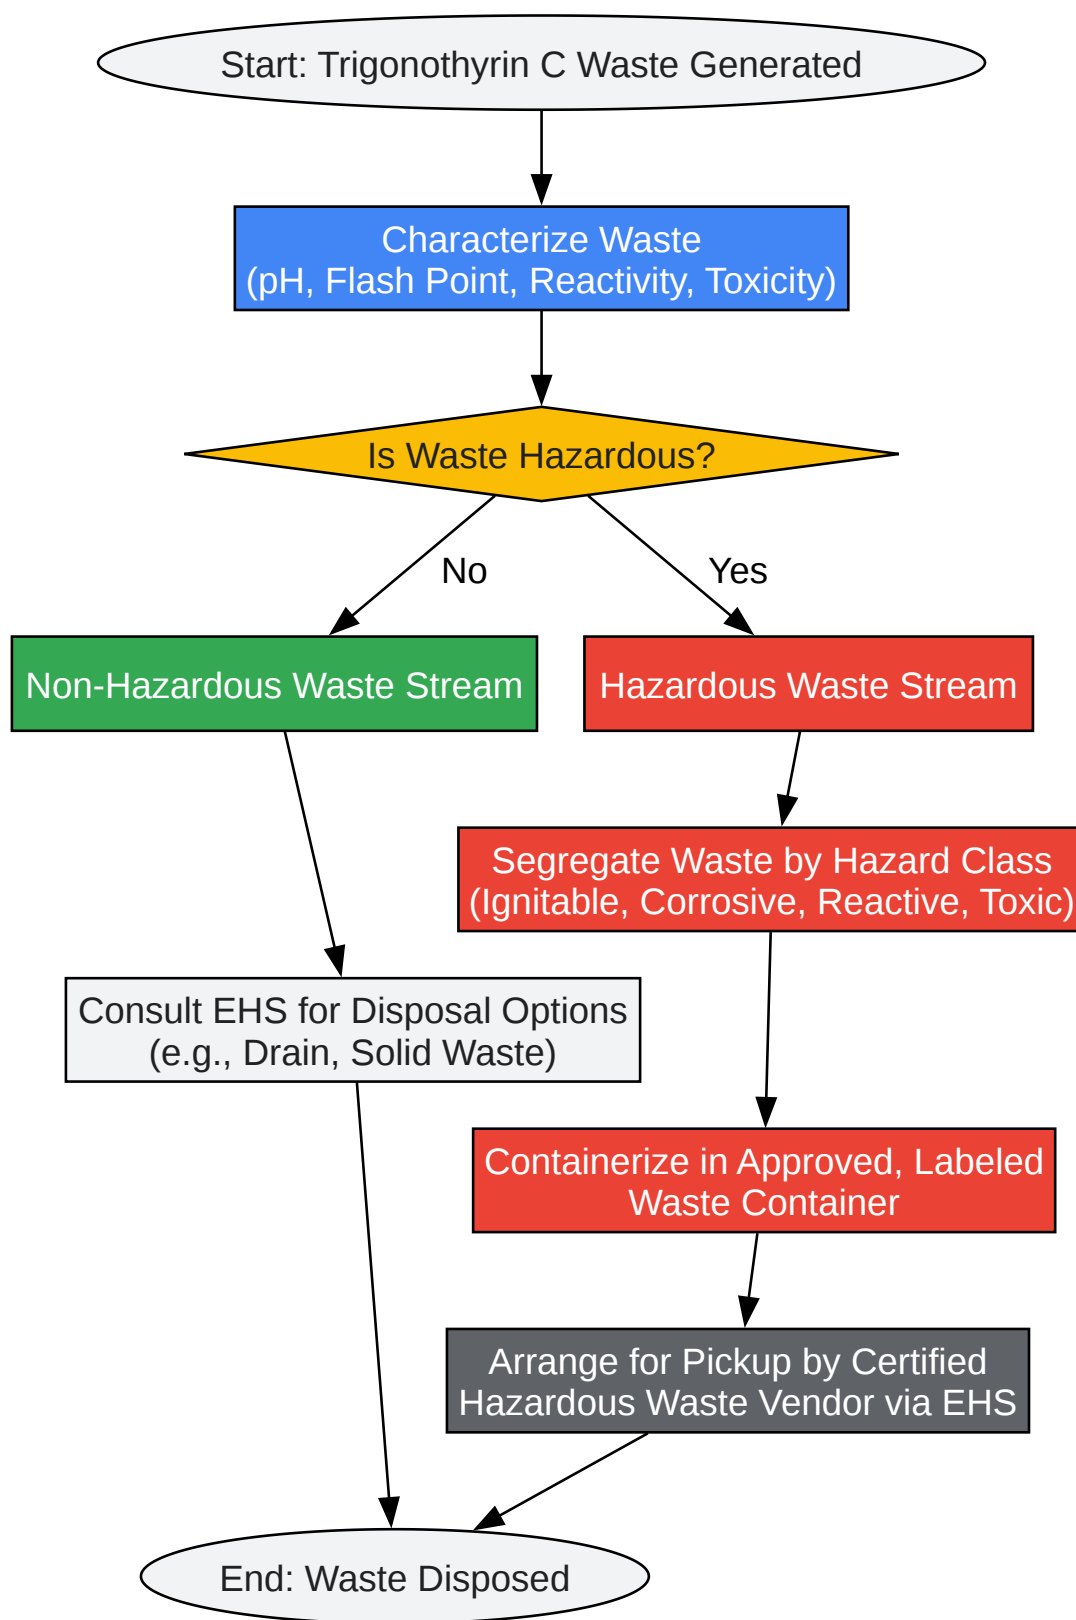 Start: Trigonothyrin C Waste Generated
Characterize Waste
(pH, Flash Point, Reactivity, Toxicity)
Is Waste Hazardous?
No
Yes
Non-Hazardous Waste Stream
Hazardous Waste Stream
Segregate Waste by Hazard Class
(Ignitable, Corrosive, Reactive, Toxic)
Consult EHS for Disposal Options
(e.g., Drain, Solid Waste)
Containerize in Approved, Labeled
Waste Container
Arrange for Pickup by Certified
Hazardous Waste Vendor via EHS
End: Waste Disposed